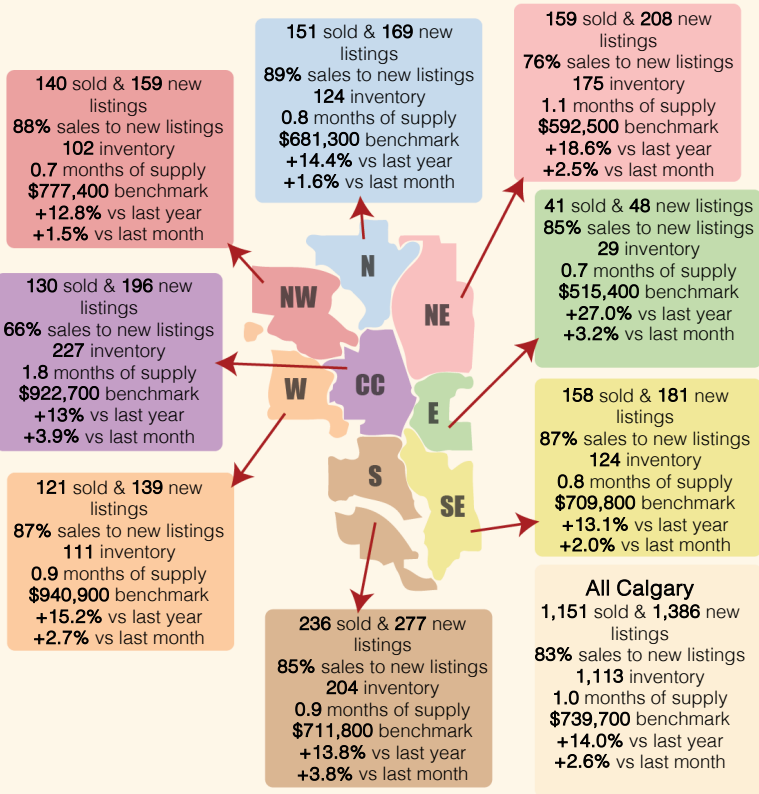 151 sold & 169 new
listings
89% sales to new listings
124 inventory
0.8 months of supply
$681,300 benchmark
+14.4% vs last year
+1.6% vs last month
159 sold & 208 new
listings
76% sales to new listings
175 inventory
1.1 months of supply
$592,500 benchmark
+18.6% vs last year
+2.5% vs last month
140 sold & 159 new
listings
88% sales to new listings
102 inventory
0.7 months of supply
$777,400 benchmark
+12.8% vs last year
+1.5% vs last month
41 sold & 48 new listings
85% sales to new listings
29 inventory
0.7 months of supply
$515,400 benchmark
+27.0% vs last year
+3.2% vs last month
N
NW
NE
130 sold & 196 new
listings
66% sales to new listings
227 inventory
1.8 months of supply
$922,700 benchmark
+13% vs last year
+3.9% vs last month
W
CC
E
158 sold & 181 new
listings
87% sales to new listings
124 inventory
0.8 months of supply
$709,800 benchmark
+13.1% vs last year
+2.0% vs last month
S
SE
121 sold & 139 new
listings
87% sales to new listings
111 inventory
0.9 months of supply
$940,900 benchmark
+15.2% vs last year
+2.7% vs last month
236 sold & 277 new
listings
85% sales to new listings
204 inventory
0.9 months of supply
$711,800 benchmark
+13.8% vs last year
+3.8% vs last month
All Calgary
1,151 sold & 1,386 new
listings
83% sales to new listings
1,113 inventory
1.0 months of supply
$739,700 benchmark
+14.0% vs last year
+2.6% vs last month